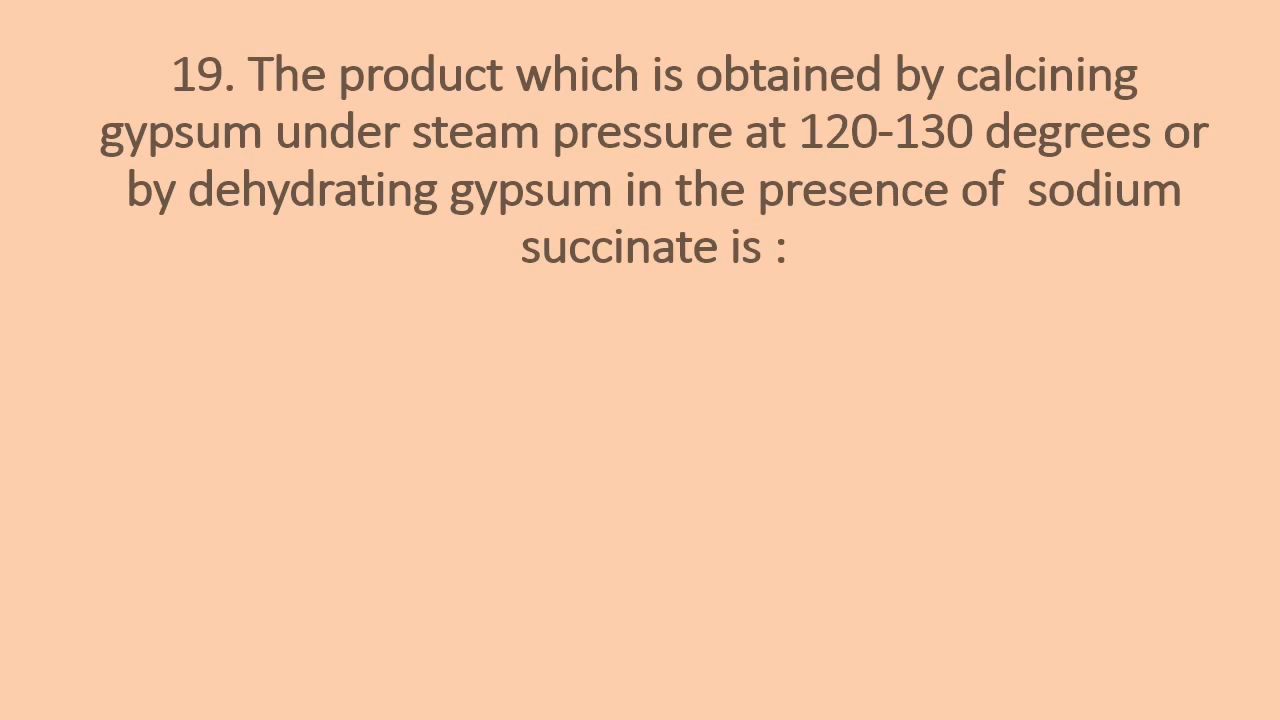 19. The product which is obtained by calcining
gypsum under steam pressure at 120-130 degrees or
by dehydrating gypsum in the presence of  sodium
succinate is :